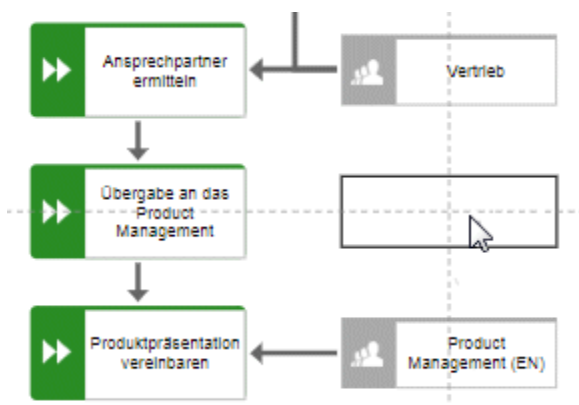 Ansprechpartner
ermitteln
Vertrieb
Übergabe an das
Product
Management
Produktpräsentation
vereinbaren
Product
Management (EN)